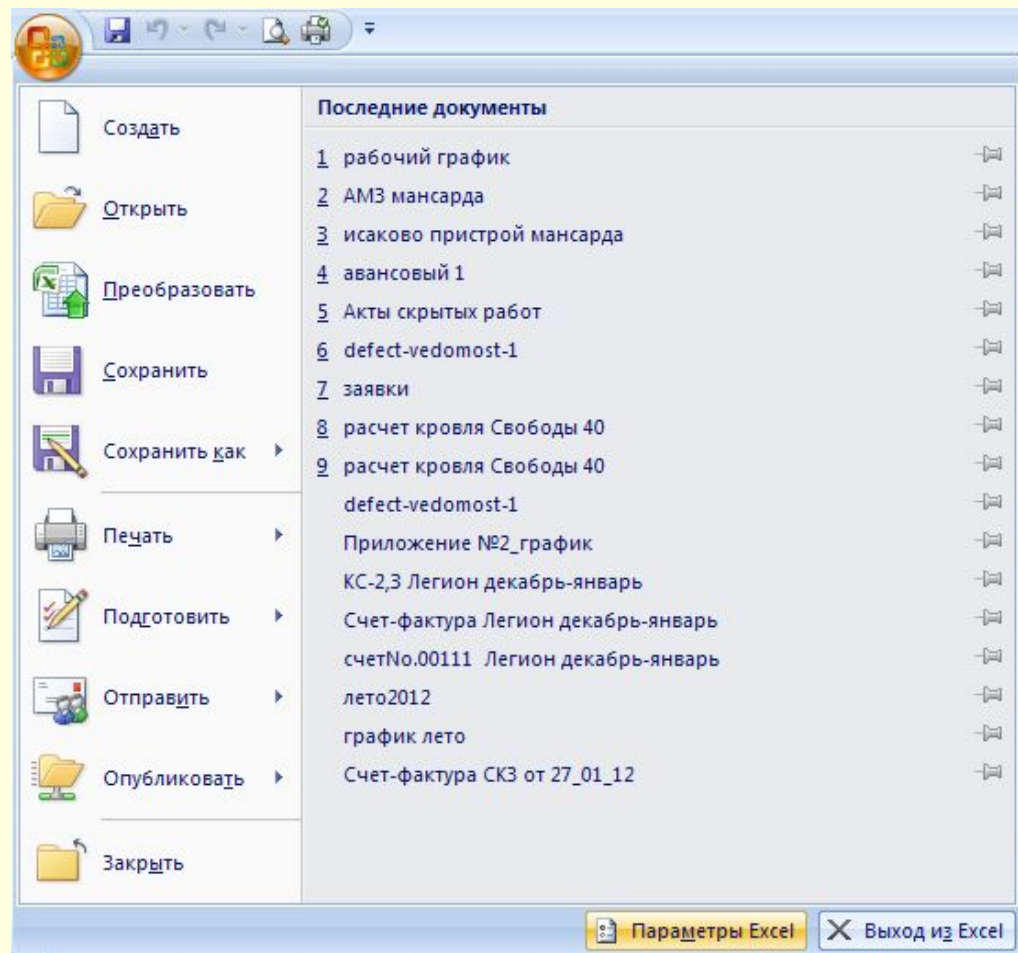 Создать
Открыть
Преобразовать
Сохранить
Сохранить как
Печать
Подготовить
Отправить
Опубликовать
Закрыть
Последние документы
1 рабочий график
2 АМЗ мансарда
3 исаково пристрой мансарда
4 авансовый 1
5 Акты скрытых работ
6 defect-vedomost-1
7 заявки
8 расчет кровля Свободы 40
9 расчет кровля Свободы 40
defect-vedomost-1
Приложение №2_график
КС-2,3 Легион декабрь-январь
Счет-фактура Легион декабрь-январь
счетNo.00111 Легион декабрь-январь
лето2012
график лето
Счет-фактура СКЗ от 27_01_12
Параметры Excel
Выход из Excel